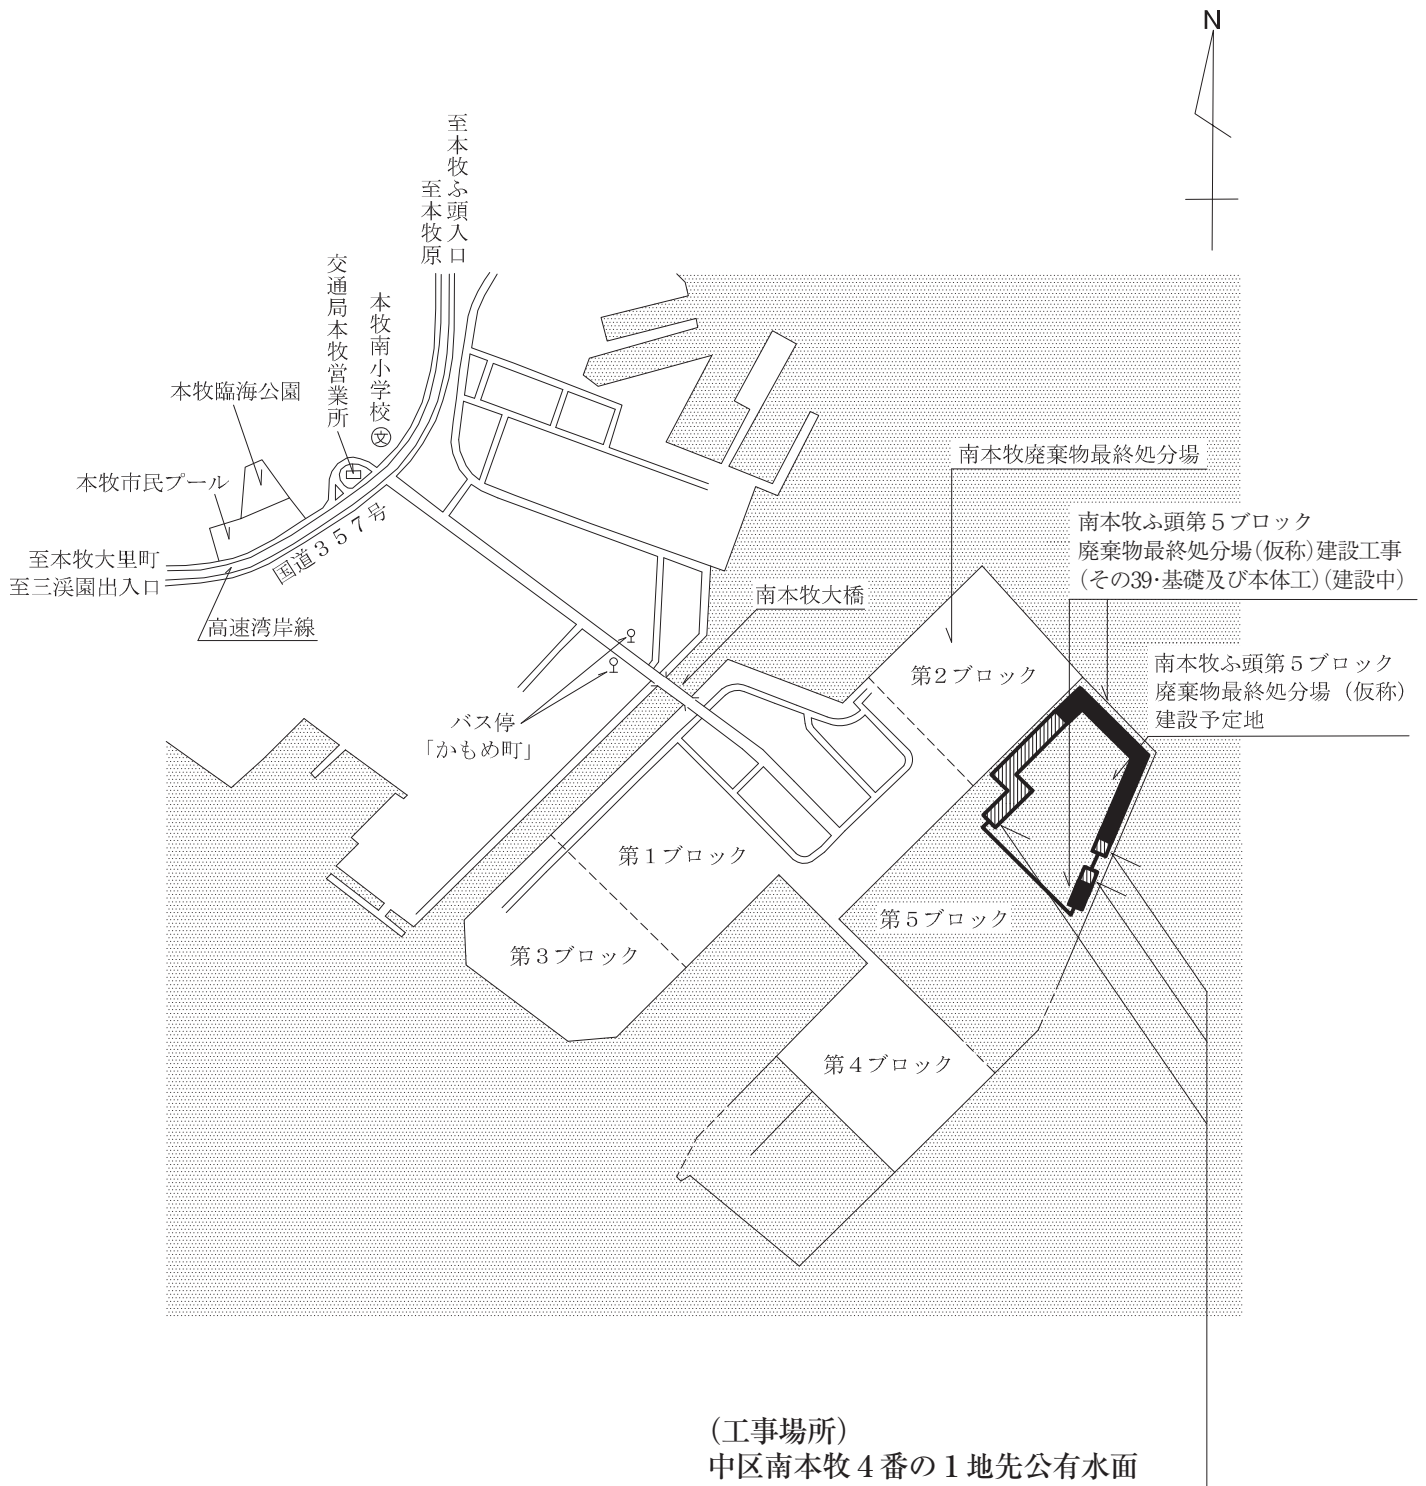 N
至本牧ふ頭入口
至本牧原
交通局本牧営業所
本牧南小学校
文
本牧臨海公園
本牧市民プール
至本牧大里町
至三渓園出入口
国道３５７号
高速湾岸線
南本牧廃棄物最終処分場
南本牧ふ頭第５ブロック
廃棄物最終処分場(仮称)建設工事
(その39・基礎及び本体工)(建設中)
南本牧大橋
南本牧ふ頭第５ブロック
廃棄物最終処分場（仮称）
建設予定地
第２ブロック
バス停
「かもめ町」
第１ブロック
第５ブロック
第３ブロック
第４ブロック
（工事場所）
中区南本牧４番の１地先公有水面